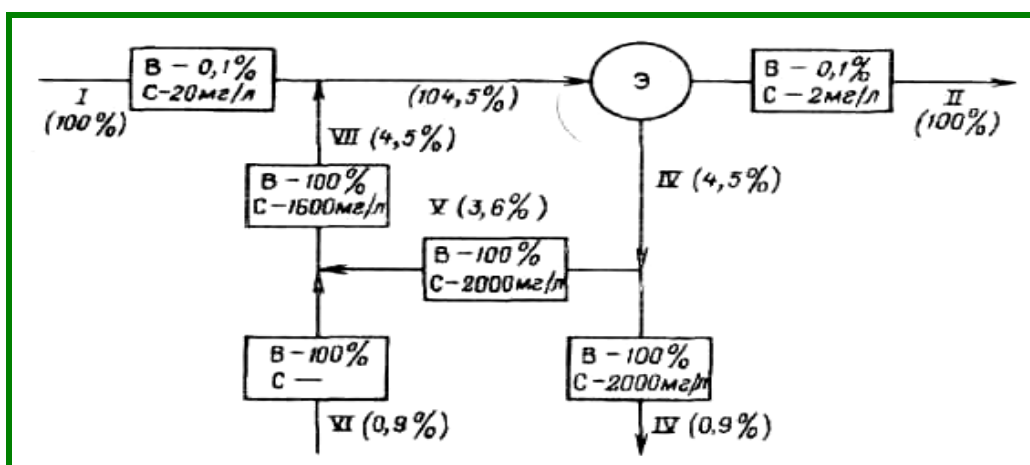 В – 0,1%
С–20мг/л
I
(100%)
(104,5%)
Э
В – 0,1%
С – 2мг/л
II
(100%)
VII (4,5%)
IV (4,5%)
В –100%
С–1600мг/л
V (3,6%)
В –100%
С–2000мг/л
В –100%
С —
VI (0,9%)
В –100%
С–2000мг/л
IV (0,9%)